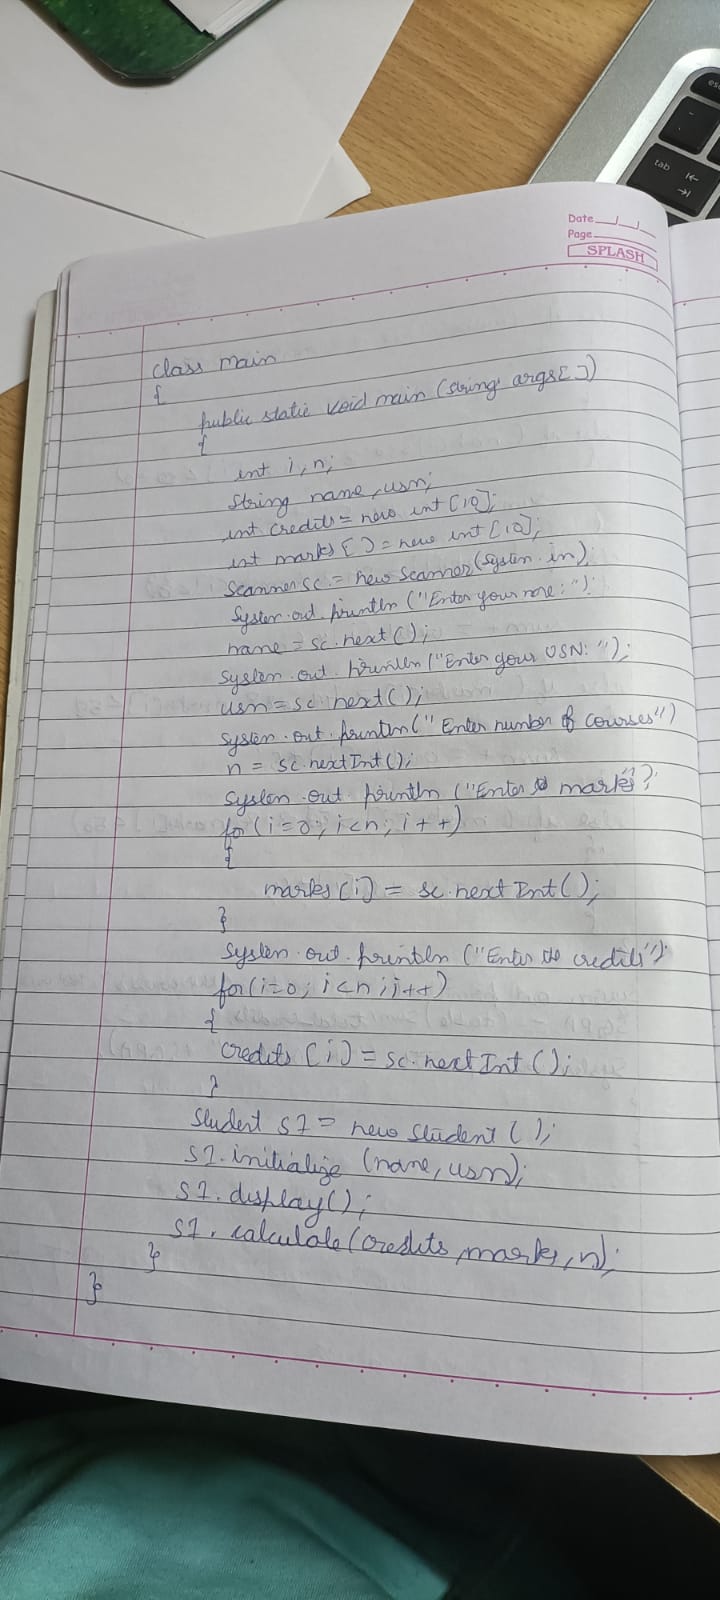 Date
Page
SPLASH
esc
tab
class main
{
public static void main (string args[])
{
int i, n;
String name, usn;
int credits = new int [10];
int marks [] = new int [10];
Scanner sc = new Scanner (System.in);
System.out.println ("Enter your name: ");
name = sc.next();
System.out.println ("Enter your USN: ");
usn = sc.next();
System.out.println (" Enter number of courses")
n = sc.nextInt();
System.out.println ("Enter marks")
for (i=0; i<n; i++)
{
marks [i] = sc.nextInt();
}
System.out.println ("Enter the credits");
for (i=0; i<n; i++)
{
credits [i] = sc.nextInt();
}
Student s1 = new Student ();
s1.initialize (name, usn);
s1.display();
s1.calculate (credits, marks, n);
}
}